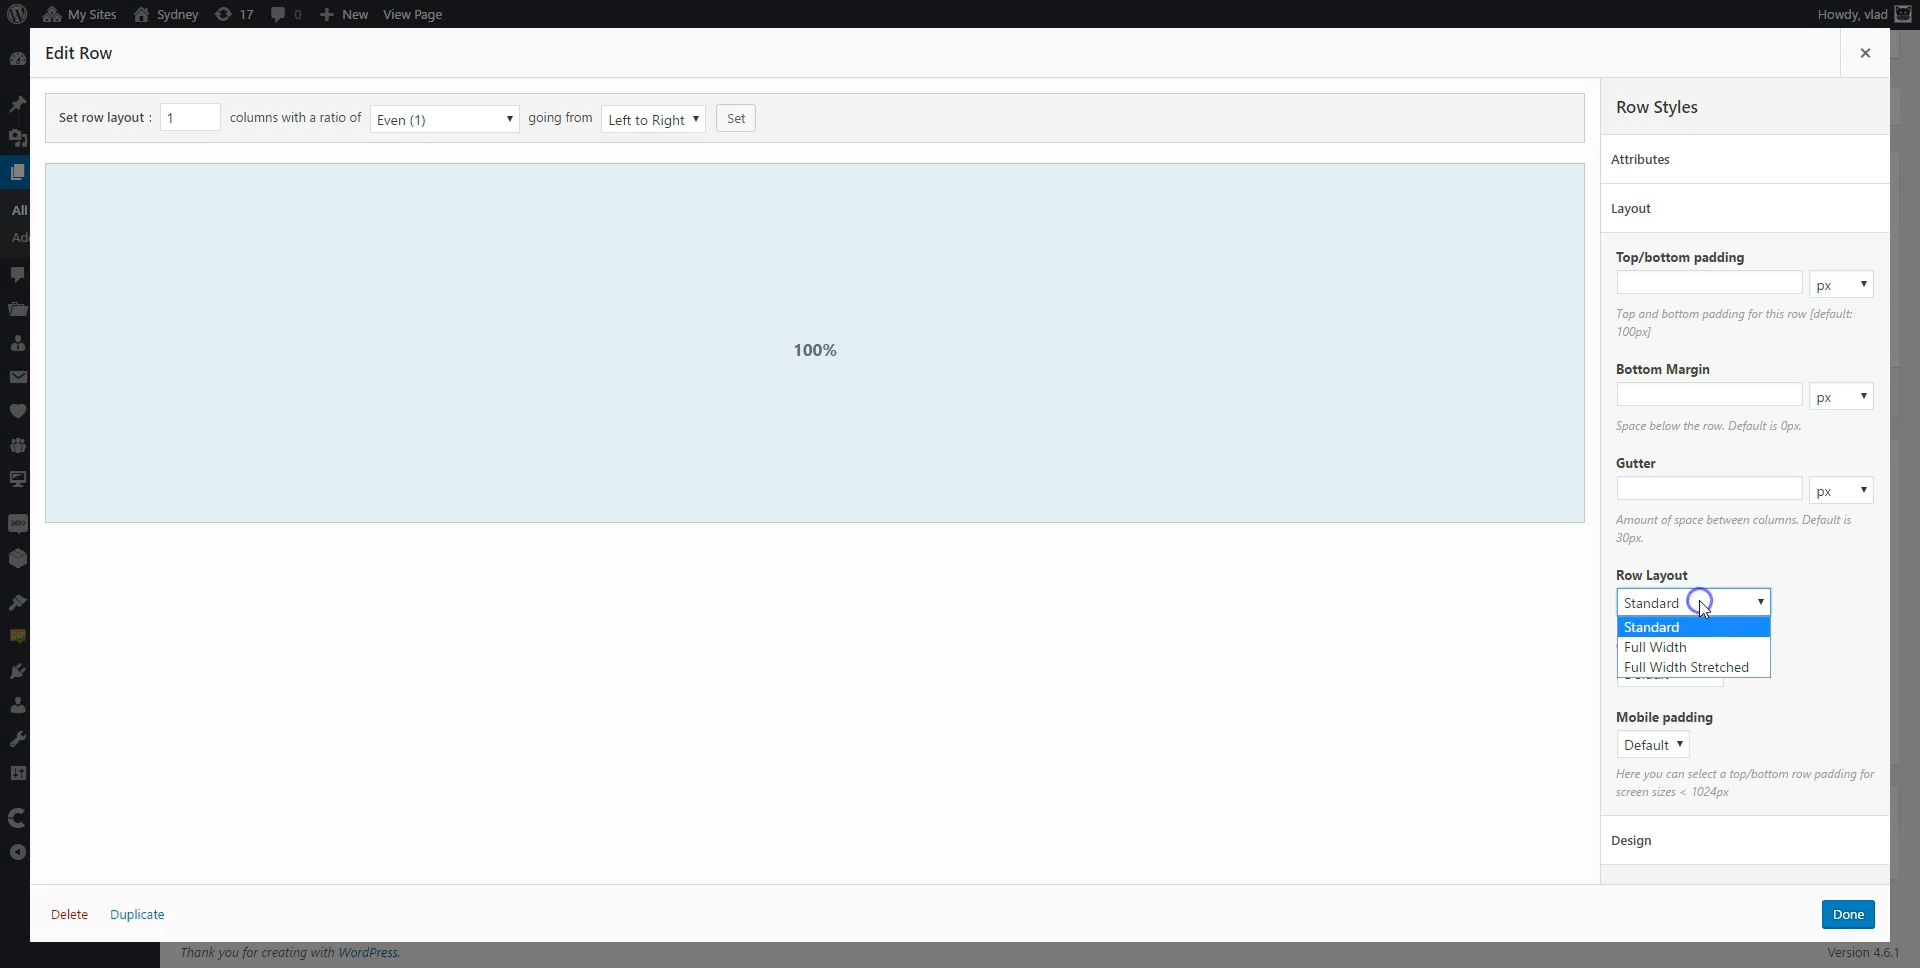 My Sites
Sydney
17
0
New
View Page
Howdy, vlad
Edit Row
×
All
Set row layout :
1
columns with a ratio of
Even (1)
going from
Left to Right
Set
100%
Row Styles
Attributes
Layout
Top/bottom padding
px
Top and bottom padding for this row [default:
100px]
Bottom Margin
px
Space below the row. Default is 0px.
Gutter
px
Amount of space between columns. Default is
30px.
Row Layout
Standard
Standard
Full Width
Full Width Stretched
Mobile padding
Default
Here you can select a top/bottom row padding for
screen sizes < 1024px
Design
Delete
Duplicate
Done
Thank you for creating with WordPress.
Version 4.6.1